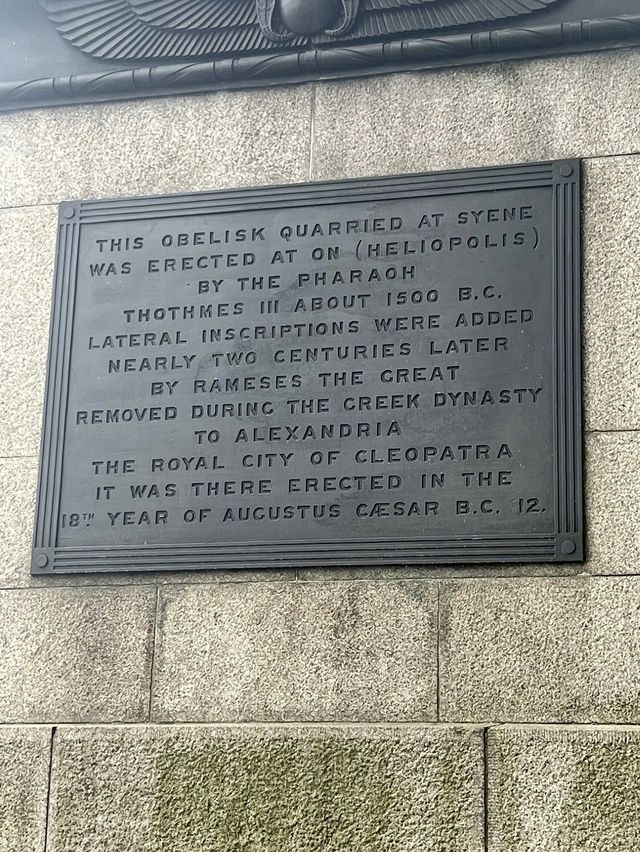 THIS OBELISK QUARRIED AT SYENE
WAS ERECTED AT ON (HELIOPOLIS)
BY THE PHARAOH
THOTHMES III ABOUT 1500 B.C.
LATERAL INSCRIPTIONS WERE ADDED
NEARLY TWO CENTURIES LATER
BY RAMESES THE GREAT
REMOVED DURING THE GREEK DYNASTY
TO ALEXANDRIA
THE ROYAL CITY OF CLEOPATRA
IT WAS THERE ERECTED IN THE
18TH YEAR OF AUGUSTUS CÆSAR B.C. 12.